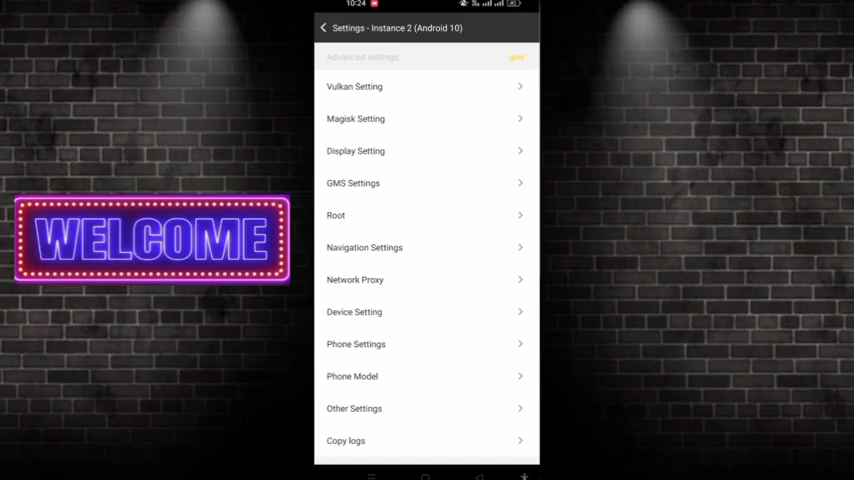 10:24
Settings - Instance 2 (Android 10)
Advanced settings
gold
Vulkan Setting
Magisk Setting
Display Setting
GMS Settings
Root
WELCOME
Navigation Settings
Network Proxy
Device Setting
Phone Settings
Phone Model
Other Settings
Copy logs